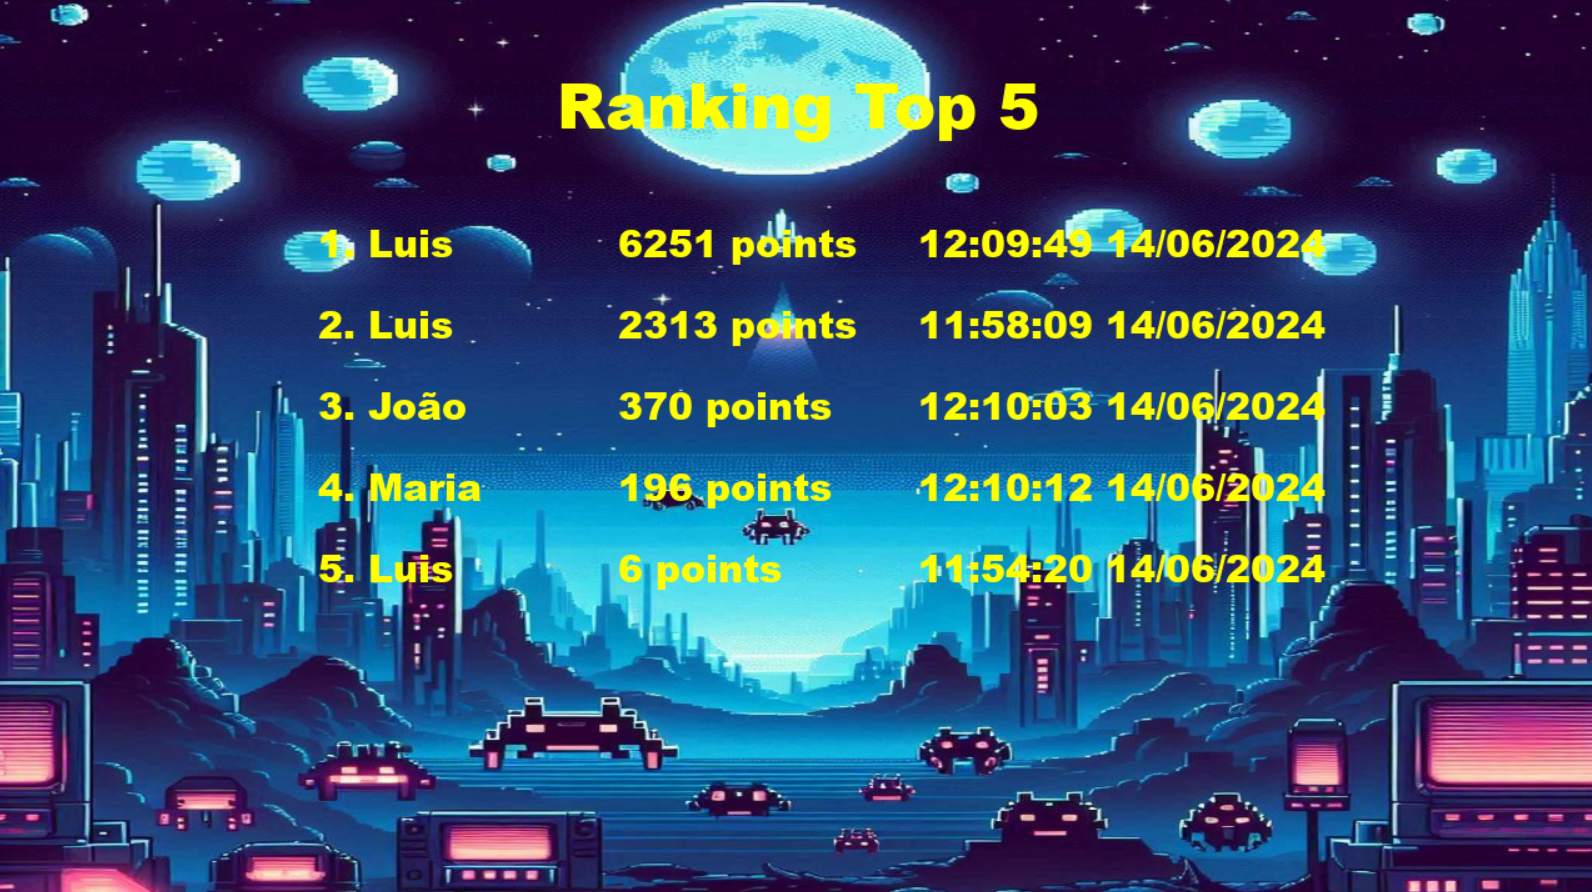 Ranking Top 5
1. Luis 6251 points 12:09:49 14/06/2024
2. Luis 2313 points 11:58:09 14/06/2024
3. João 370 points 12:10:03 14/06/2024
4. Maria 196 points 12:10:12 14/06/2024
5. Luis 6 points 11:54:20 14/06/2024